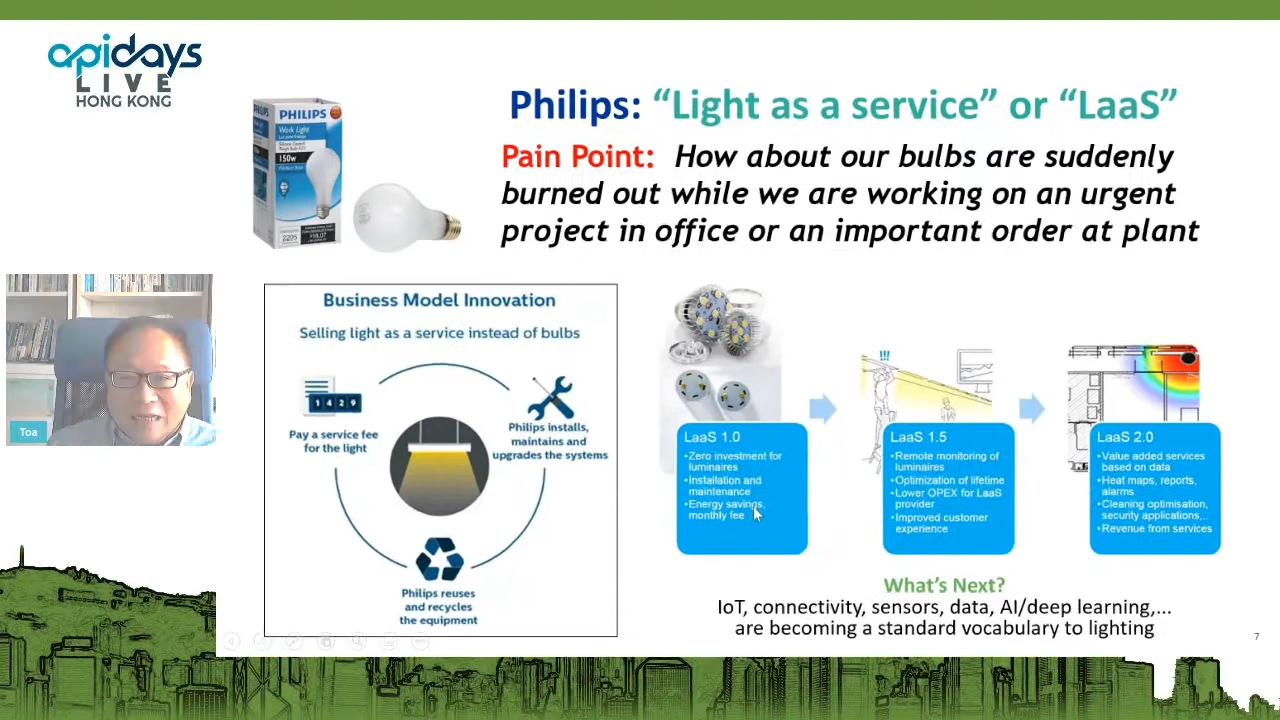 apidays
LIVE
HONG KONG
Philips: “Light as a service” or “LaaS”
Pain Point: How about our bulbs are suddenly
burned out while we are working on an urgent
project in office or an important order at plant
PHILIPS
Work Light
150w
Toa
Business Model Innovation
Selling light as a service instead of bulbs
1429
Pay a service fee
for the light
Philips installs,
maintains and
upgrades the systems
Philips reuses
and recycles
the equipment
LaaS 1.0
•Zero investment for
luminaires
•Installation and
maintenance
•Energy savings,
monthly fee
!!!
LaaS 1.5
•Remote monitoring of
luminaires
•Optimization of lifetime
•Lower OPEX for LaaS
provider
•Improved customer
experience
LaaS 2.0
•Value added services
based on data
•Heat maps, reports,
alarms
•Cleaning optimisation,
security applications,..
•Revenue from services
What’s Next?
IoT, connectivity, sensors, data, AI/deep learning,...
are becoming a standard vocabulary to lighting
7